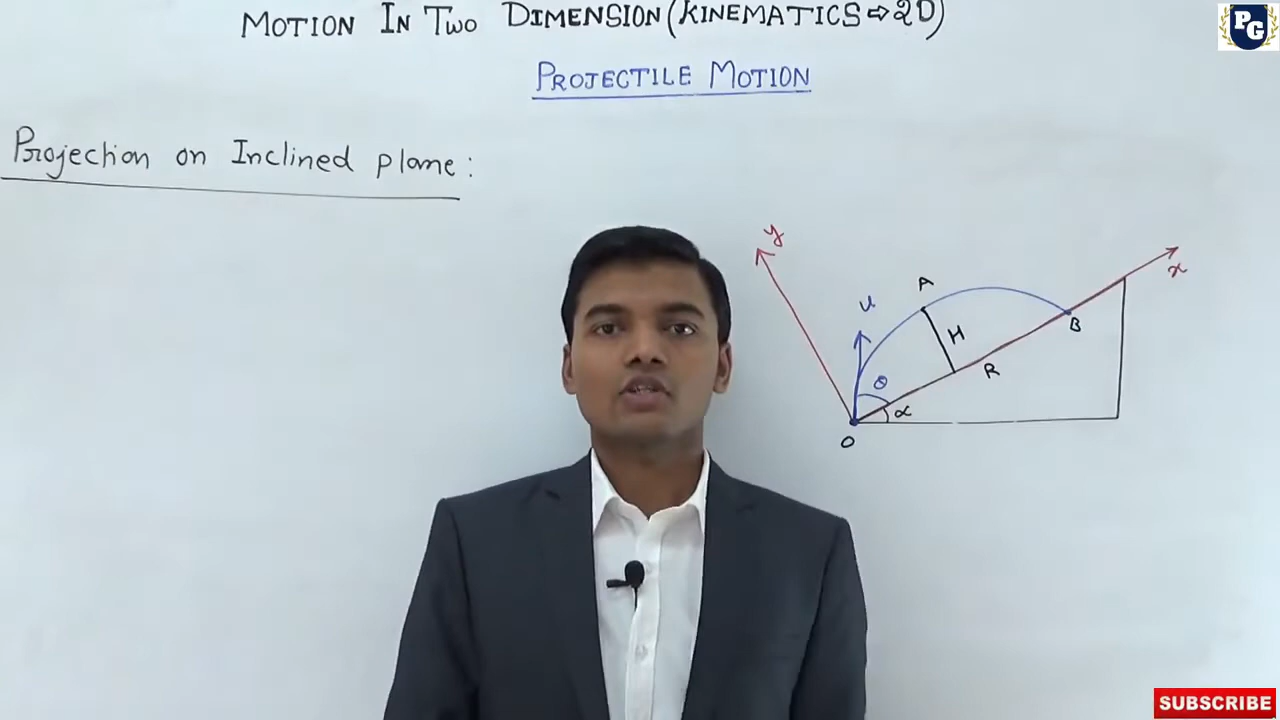 MOTION IN TWO DIMENSION (KINEMATICS ⇒ 2D)
PG
PROJECTILE MOTION
Projection on Inclined plane:
y
x
A
u
H
B
R
θ
α
O
SUBSCRIBE